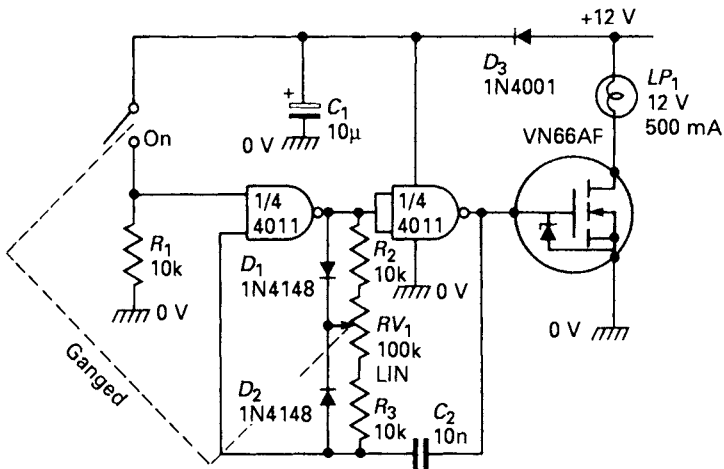 +12 V
D3
1N4001
LP1
12 V
500 mA
+
C1
10µ
0 V
On
VN66AF
1/4
4011
1/4
4011
R1
10k
0 V
D1
1N4148
R2
10k
0 V
RV1
100k
LIN
0 V
Ganged
D2
1N4148
R3
10k
C2
10n